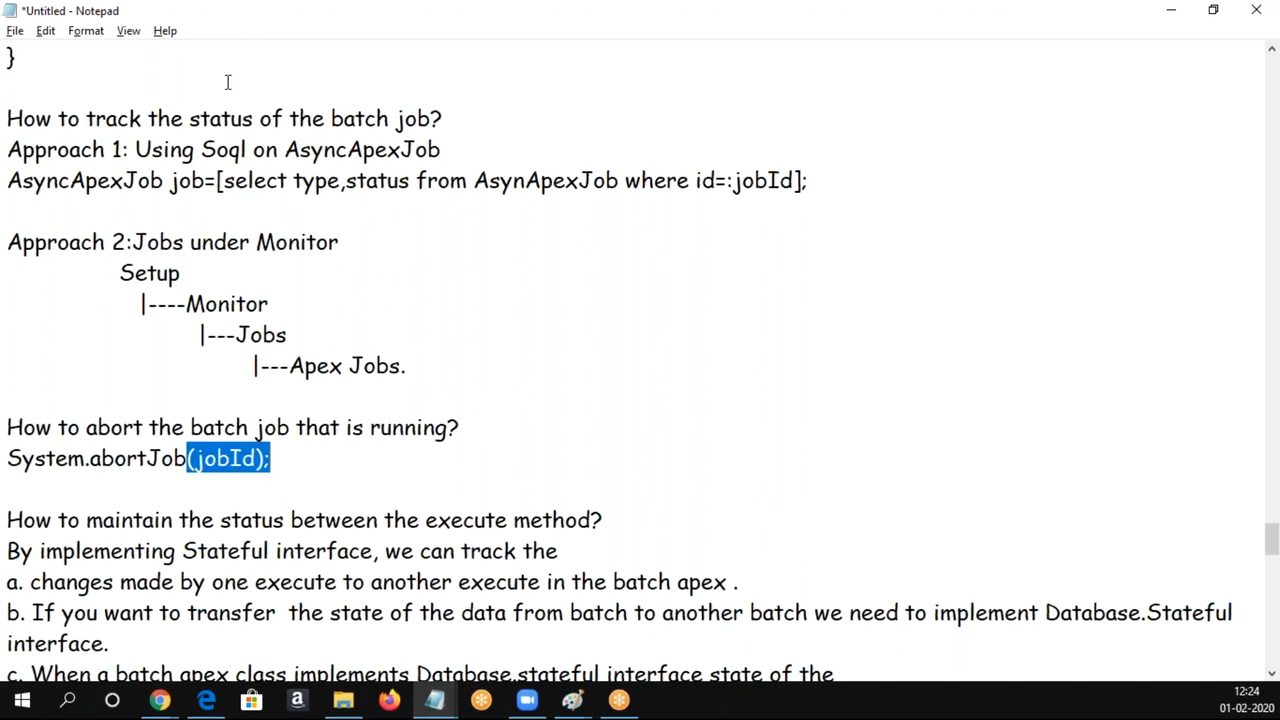 *Untitled - Notepad
File Edit Format View Help
}
How to track the status of the batch job?
Approach 1: Using Soql on AsyncApexJob
AsyncApexJob job=[select type,status from AsynApexJob where id=:jobId];
Approach 2:Jobs under Monitor
Setup
|----Monitor
|---Jobs
|---Apex Jobs.
How to abort the batch job that is running?
System.abortJob(jobId);
How to maintain the status between the execute method?
By implementing Stateful interface, we can track the
a. changes made by one execute to another execute in the batch apex .
b. If you want to transfer  the state of the data from batch to another batch we need to implement Database.Stateful
interface.
c. When a batch apex class implements Database.stateful interface state of the
12:24
01-02-2020